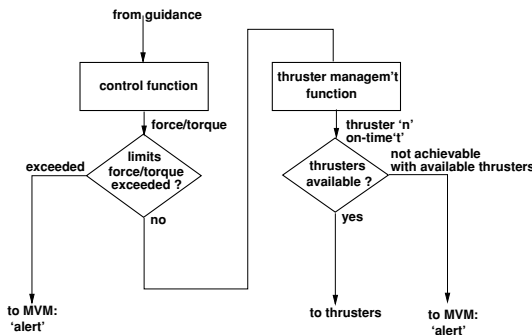 from guidance
control function
force/torque
limits
force/torque
exceeded ?
exceeded
no
to MVM:
‘alert’
thruster managem't
function
thruster ‘n’
on-time‘t’
thrusters
available ?
not achievable
with available thrusters
yes
to thrusters
to MVM:
‘alert’